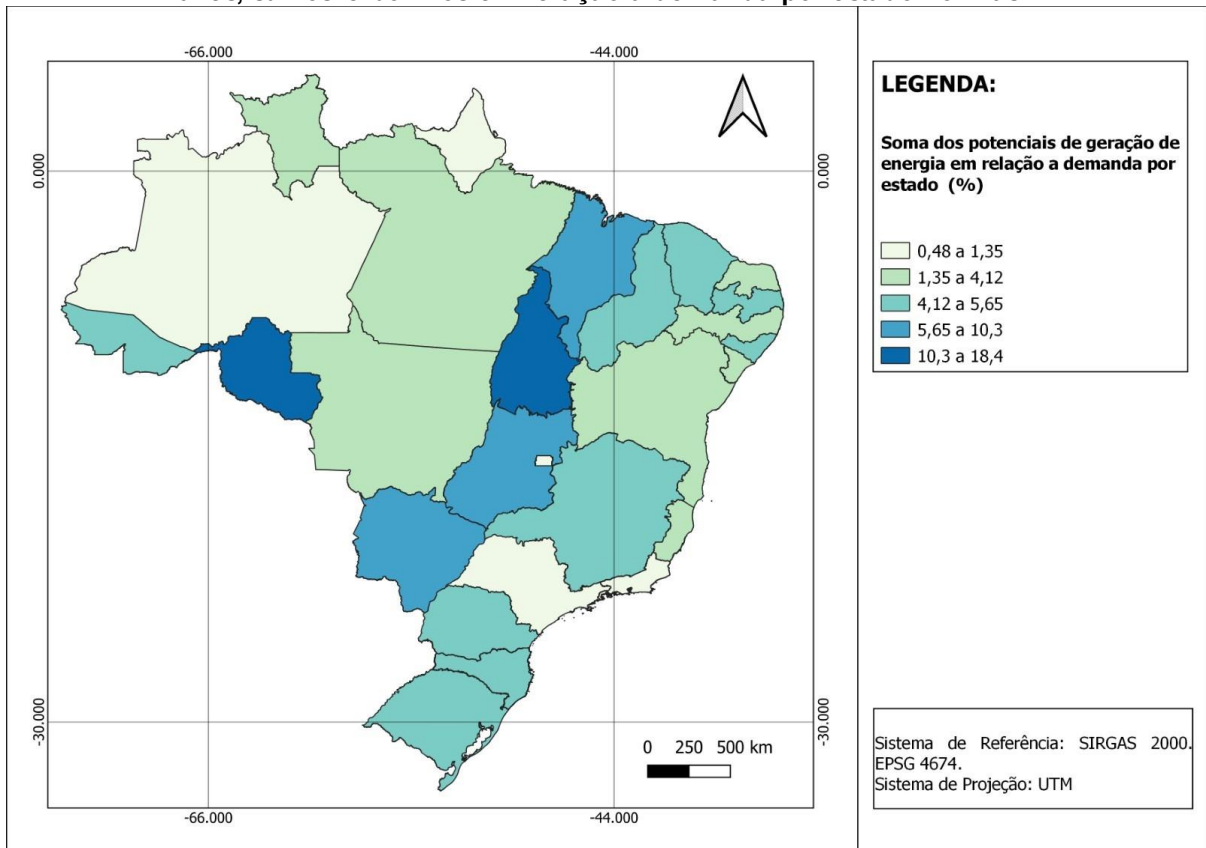 -66.000 -44.000
0.000 0.000
-30.000 -30.000
0 250 500 km
-66.000 -44.000
LEGENDA:
Soma dos potenciais de geração de
energia em relação a demanda por
estado (%)
0,48 a 1,35
1,35 a 4,12
4,12 a 5,65
5,65 a 10,3
10,3 a 18,4
Sistema de Referência: SIRGAS 2000.
EPSG 4674.
Sistema de Projeção: UTM